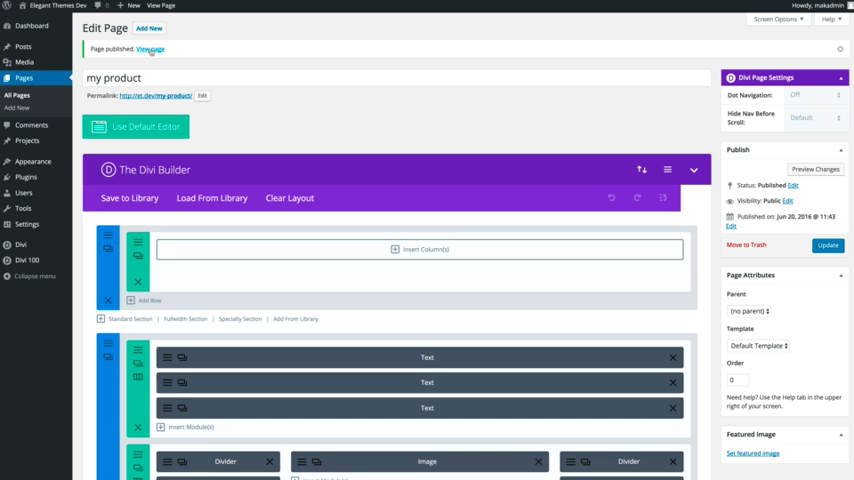 Elegant Themes Dev 0 New View Page Howdy, makadmin
Dashboard
Posts
Media
Pages
All Pages
Add New
Comments
Projects
Appearance
Plugins
Users
Tools
Settings
Divi
Divi 100
Collapse menu
Edit Page Add New
Screen Options Help
Page published. View page
my product
Permalink: http://et.dev/my-product/ Edit
Use Default Editor
D The Divi Builder
Save to Library Load From Library Clear Layout
Insert Column(s)
Add Row
Standard Section Fullwidth Section Specialty Section Add From Library
Text
Text
Text
Insert Module(s)
Divider Image Divider
D Divi Page Settings
Dot Navigation: Off
Hide Nav Before
Scroll:
Default
Publish
Preview Changes
Status: Published Edit
Visibility: Public Edit
Published on: Jun 20, 2016 @ 11:43
Edit
Move to Trash Update
Page Attributes
Parent
(no parent)
Template
Default Template
Order
0
Need help? Use the Help tab in the upper
right of your screen.
Featured Image
Set featured image